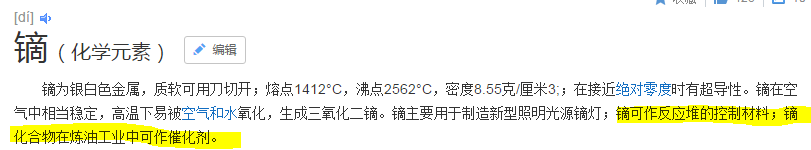 [dí]
镝（化学元素） 编辑
镝为银白色金属，质软可用刀切开；熔点1412°C，沸点2562°C，密度8.55克/厘米3;；在接近绝对零度时有超导性。镝在空
气中相当稳定，高温下易被空气和水氧化，生成三氧化二镝。镝主要用于制造新型照明光源镝灯；镝可作反应堆的控制材料；镝
化合物在炼油工业中可作催化剂。